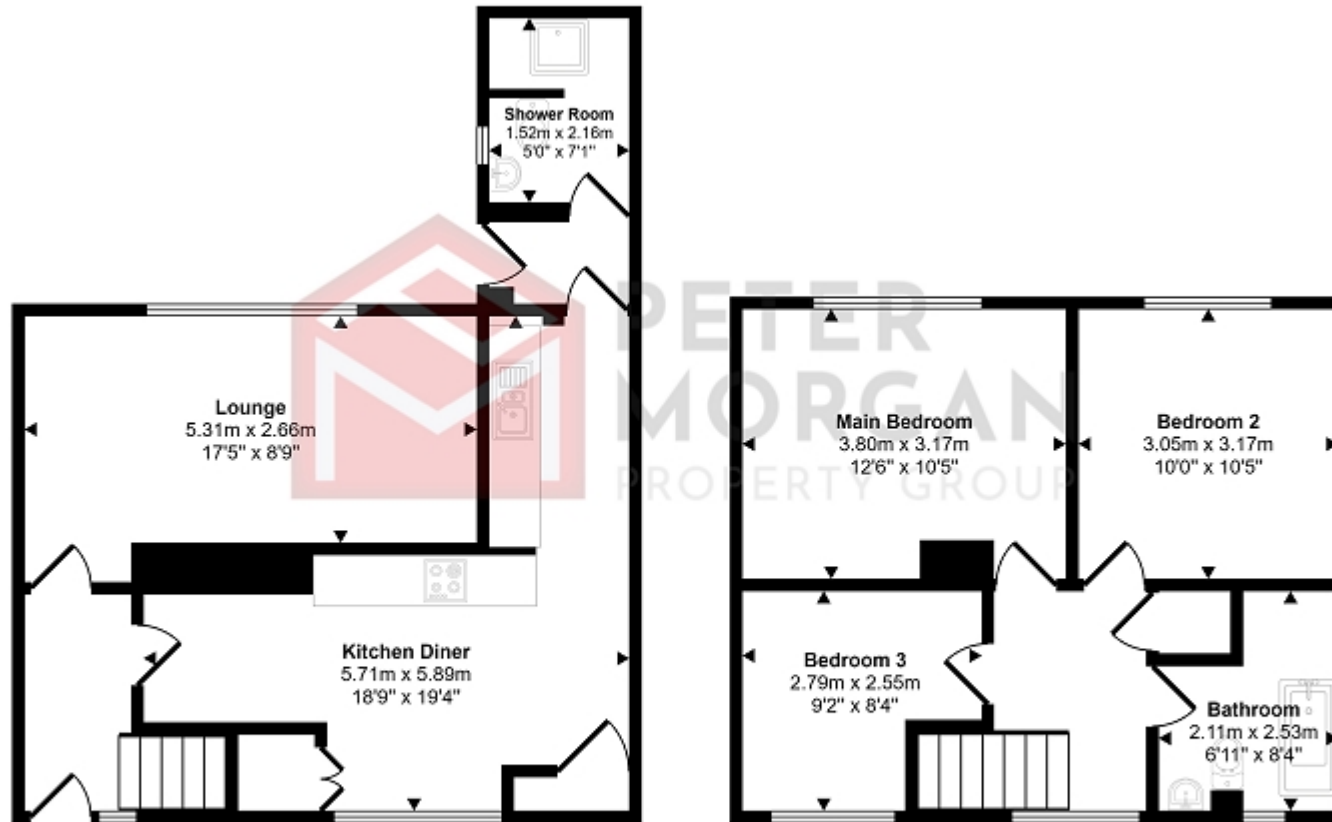 Shower Room
1.52m x 2.16m
5'0" x 7'1"
PETER
MORGAN
PROPERTY GROUP
Lounge
5.31m x 2.66m
17'5" x 8'9"
Main Bedroom
3.80m x 3.17m
12'6" x 10'5"
Bedroom 2
3.05m x 3.17m
10'0" x 10'5"
Kitchen Diner
5.71m x 5.89m
18'9" x 19'4"
Bedroom 3
2.79m x 2.55m
9'2" x 8'4"
Bathroom
2.11m x 2.53m
6'11" x 8'4"